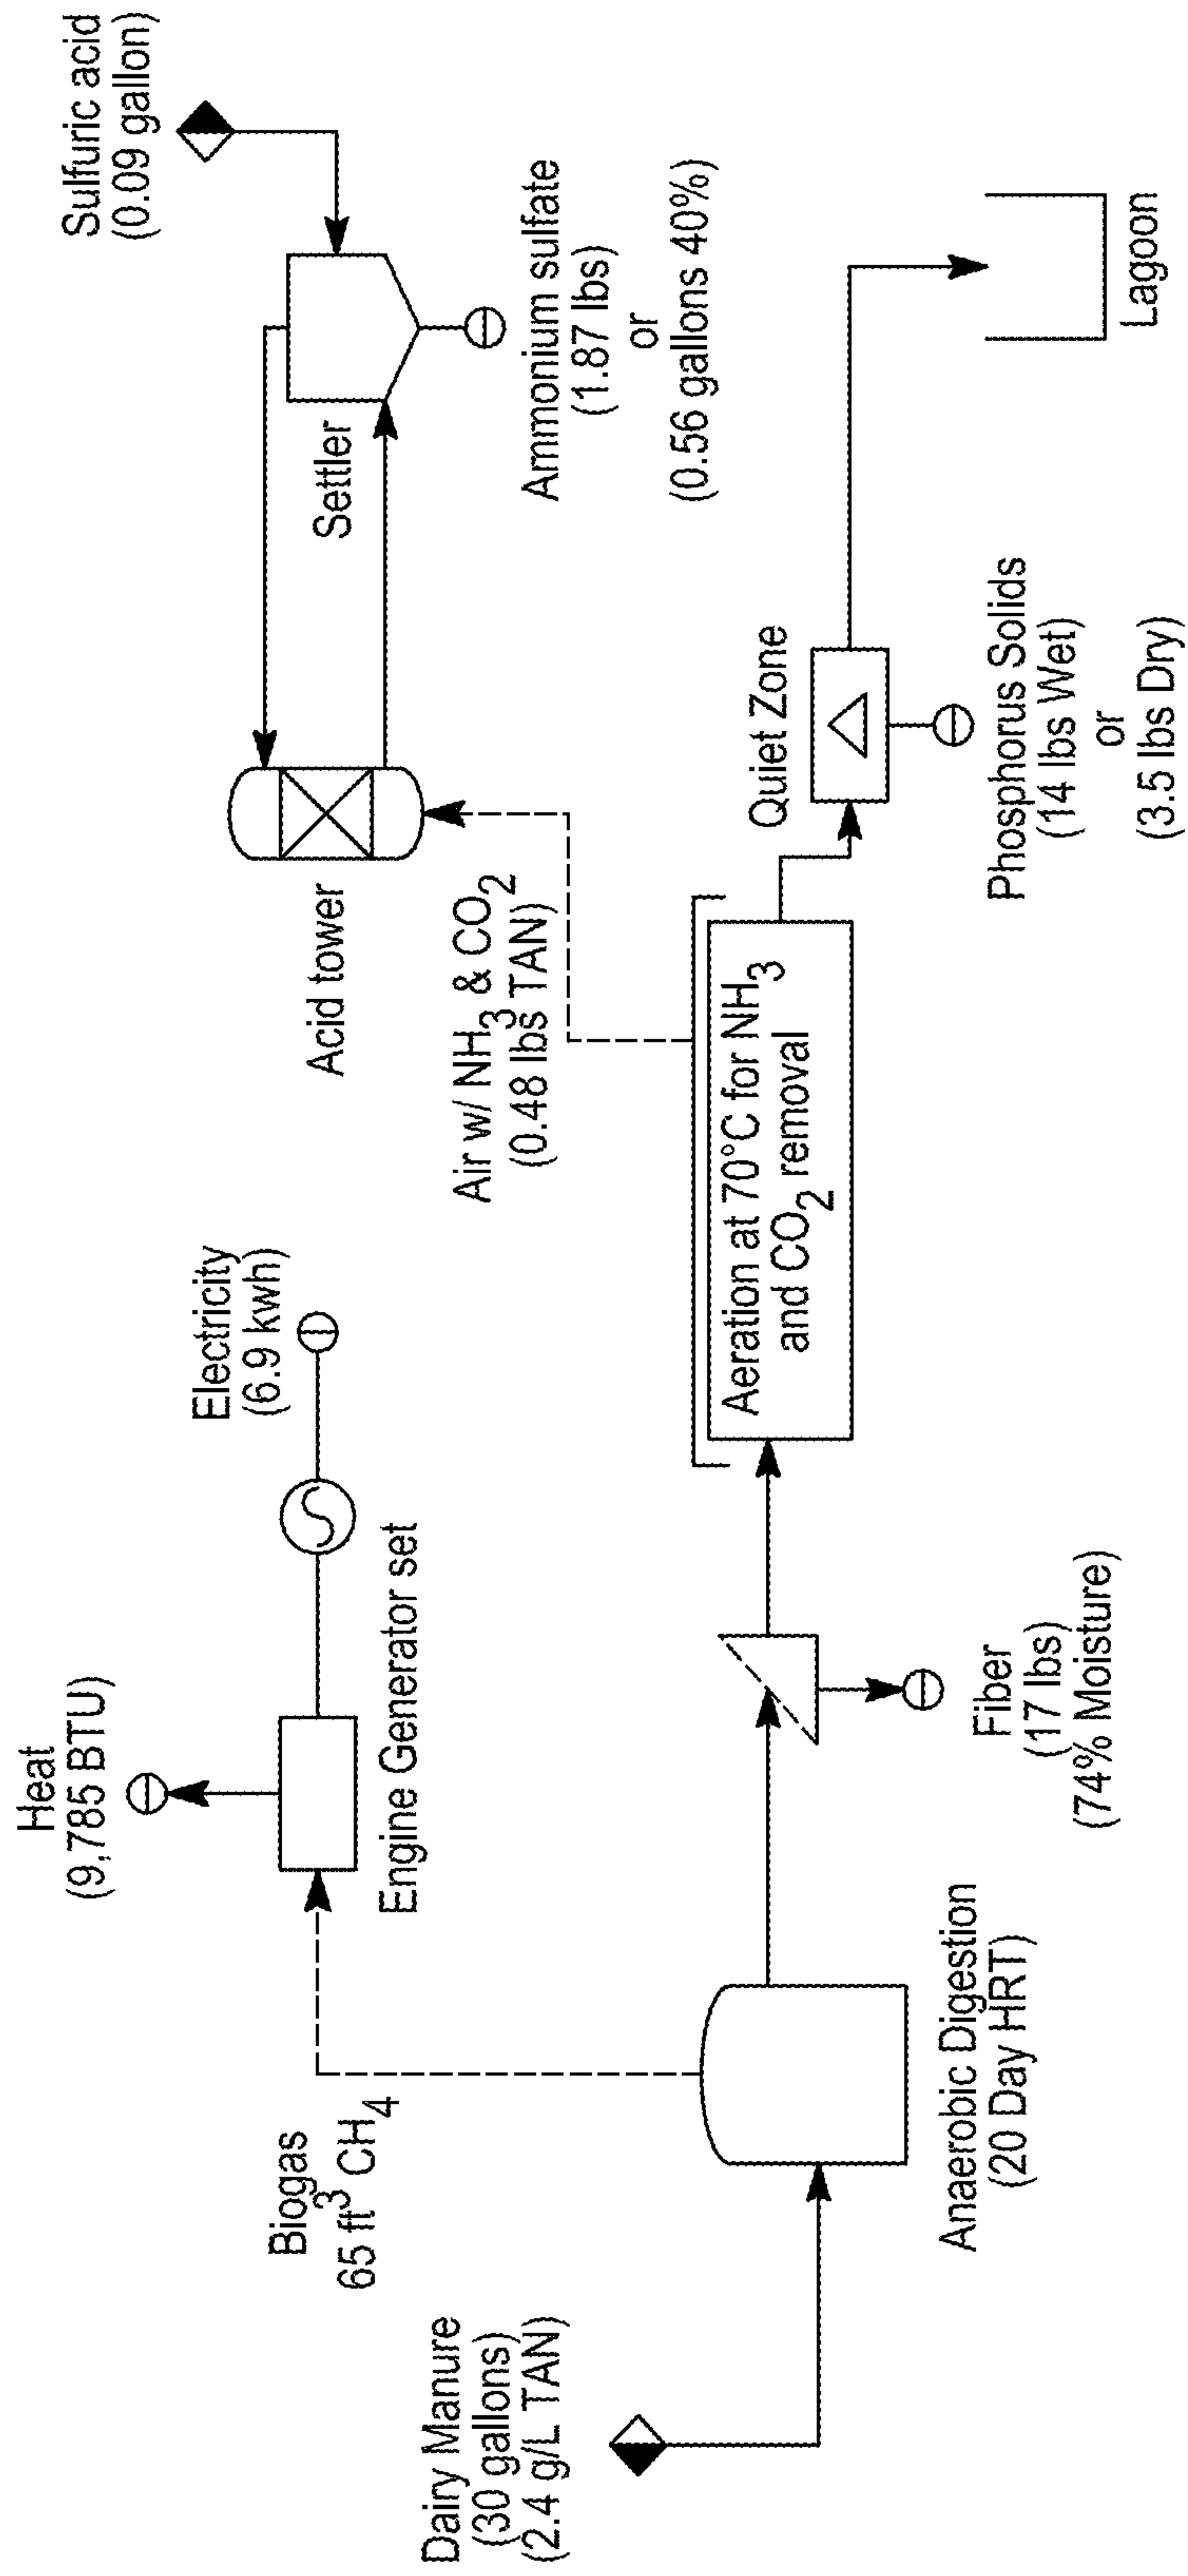 Dairy Manure
(30 gallons)
(2.4 g/L TAN)
Biogas
65 ft³ CH₄
Anaerobic Digestion
(20 Day HRT)
Heat
(9,785 BTU)
Engine Generator set
Electricity
(6.9 kwh)
Fiber
(17 lbs)
(74% Moisture)
Aeration at 70°C for NH₃
and CO₂ removal
Air w/ NH₃ & CO₂
(0.48 lbs TAN)
Acid tower
Settler
Sulfuric acid
(0.09 gallon)
Ammonium sulfate
(1.87 lbs)
or
(0.56 gallons 40%)
Quiet Zone
Phosphorus Solids
(14 lbs Wet)
or
(3.5 lbs Dry)
Lagoon